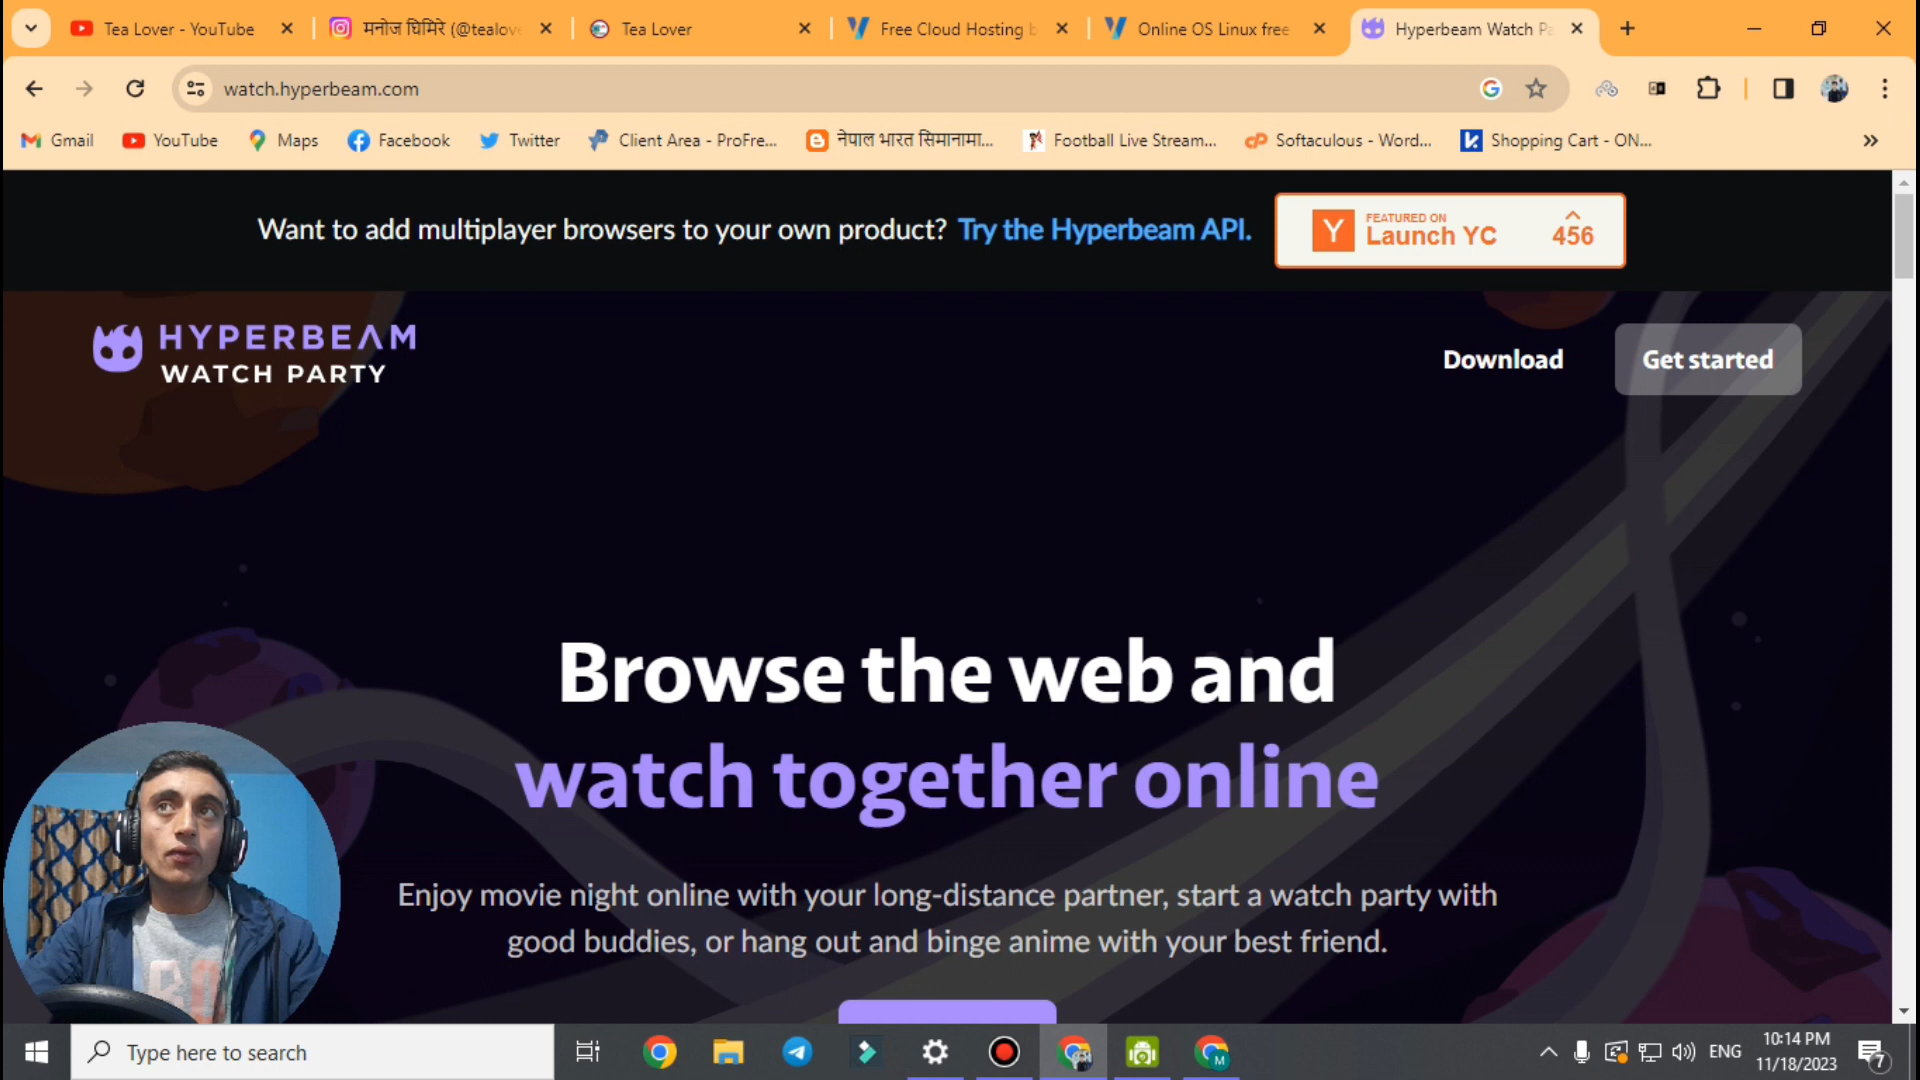 Tea Lover - YouTube
मनोज घिमिरे (@tealove
Tea Lover
Free Cloud Hosting b
Online OS Linux free
Hyperbeam Watch Pa
watch.hyperbeam.com
Gmail
YouTube
Maps
Facebook
Twitter
Client Area - ProFre...
नेपाल भारत सिमानामा...
Football Live Stream...
Softaculous - Word...
Shopping Cart - ON...
Want to add multiplayer browsers to your own product? Try the Hyperbeam API.
FEATURED ON
Launch YC
456
HYPERBEAM
WATCH PARTY
Download
Get started
Browse the web and
watch together online
Enjoy movie night online with your long-distance partner, start a watch party with
good buddies, or hang out and binge anime with your best friend.
Type here to search
ENG
10:14 PM
11/18/2023
7